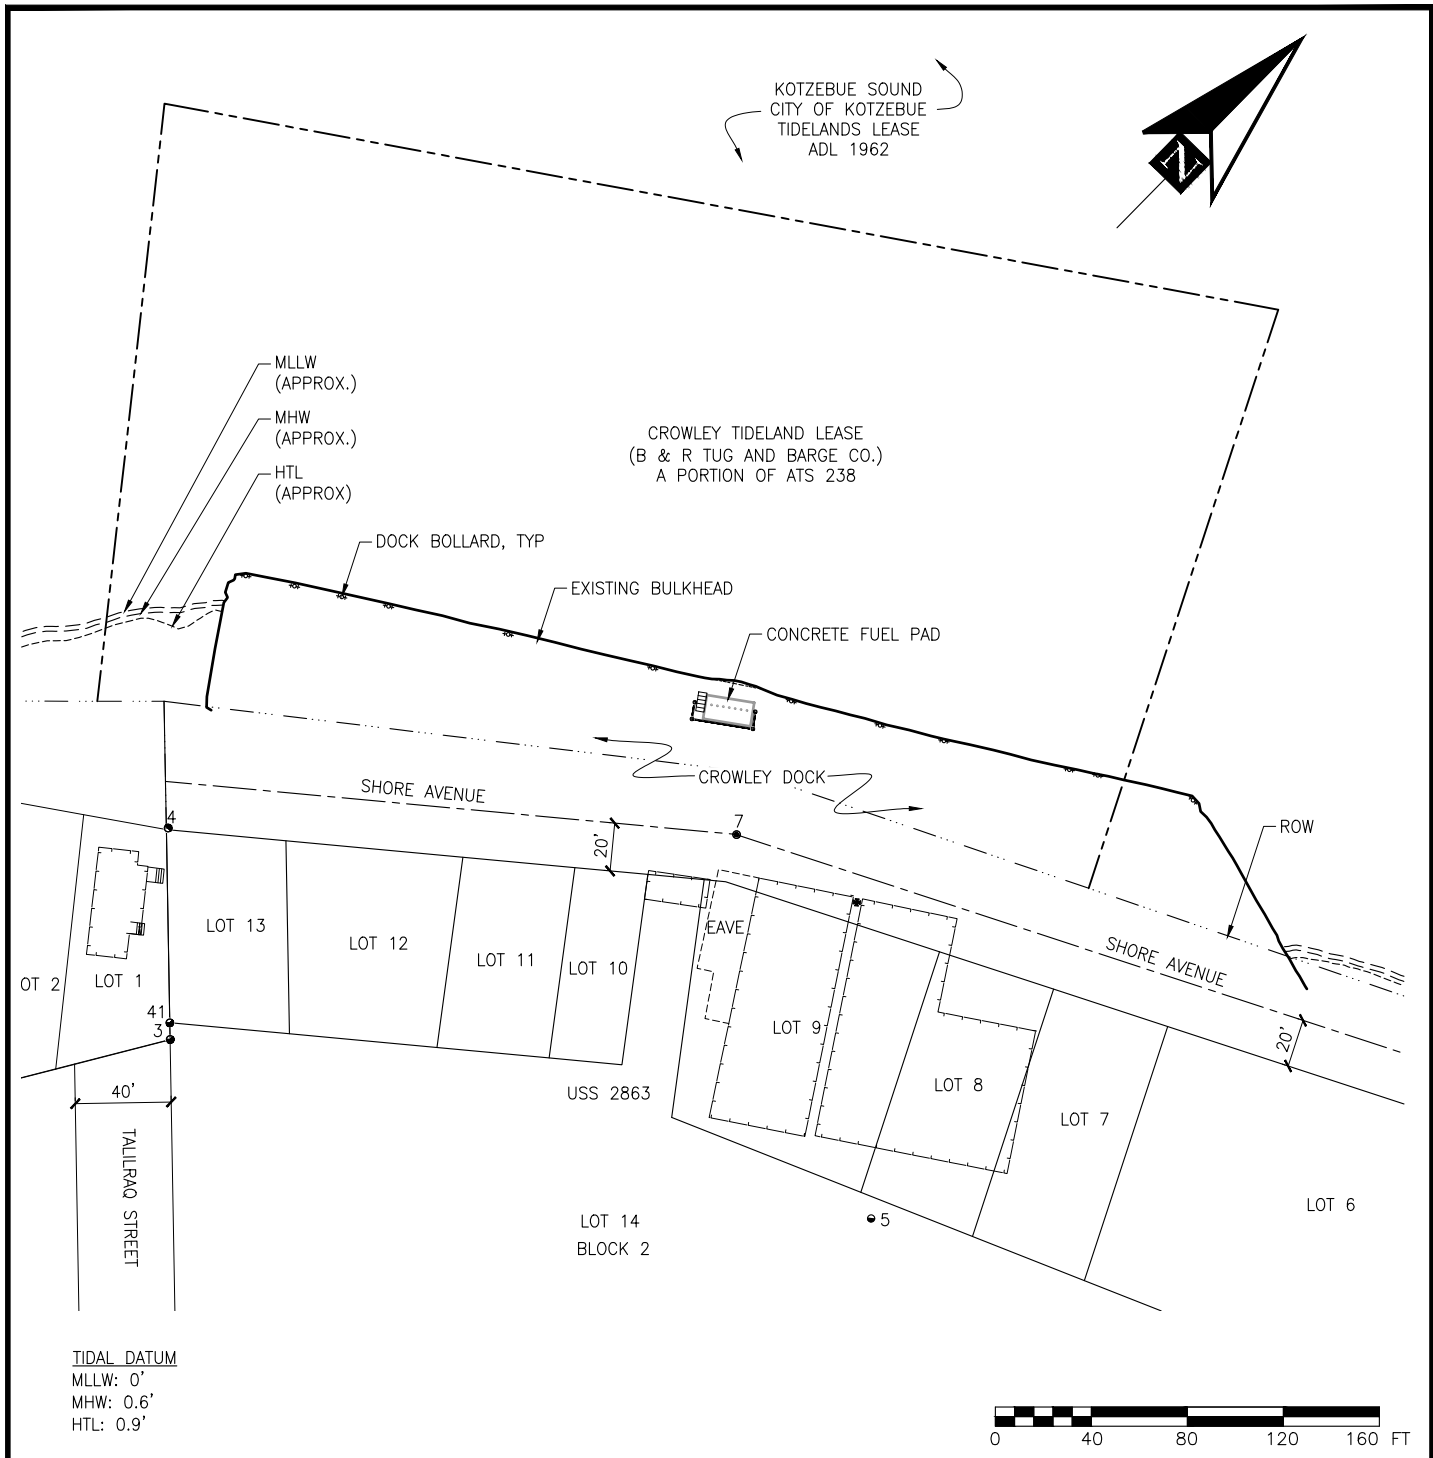 KOTZEBUE SOUND
CITY OF KOTZEBUE
TIDELANDS LEASE
ADL 1962
N
MLLW
(APPROX.)
MHW
(APPROX.)
HTL
(APPROX)
CROWLEY TIDELAND LEASE
(B & R TUG AND BARGE CO.)
A PORTION OF ATS 238
DOCK BOLLARD, TYP
EXISTING BULKHEAD
CONCRETE FUEL PAD
CROWLEY DOCK
SHORE AVENUE
4
7
20'
ROW
LOT 13
LOT 12
LOT 11
LOT 10
EAVE
SHORE AVENUE
OT 2
LOT 1
41
3
LOT 9
20'
LOT 8
LOT 7
40'
USS 2863
TALILRAQ STREET
LOT 6
LOT 14
BLOCK 2
5
TIDAL DATUM
MLLW: 0'
MHW: 0.6'
HTL: 0.9'
0 40 80 120 160 FT